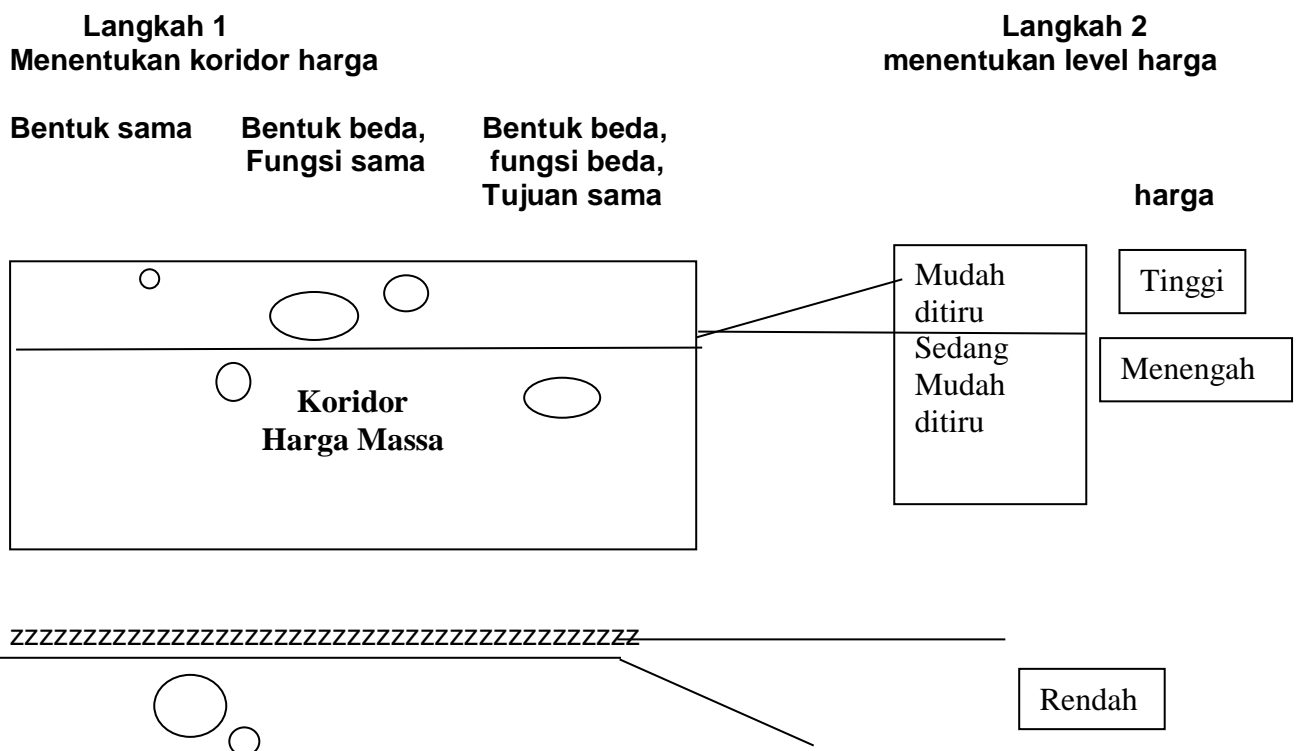 Langkah 1 Langkah 2
Menentukan koridor harga menentukan level harga
Bentuk sama Bentuk beda, Bentuk beda,
Fungsi sama fungsi beda,
Tujuan sama harga
Mudah Tinggi
ditiru
Sedang Menengah
Mudah
ditiru
Koridor
Harga Massa
zzzzzzzzzzzzzzzzzzzzzzzzzzzzzzzzzzzzzzzzzzz
Rendah